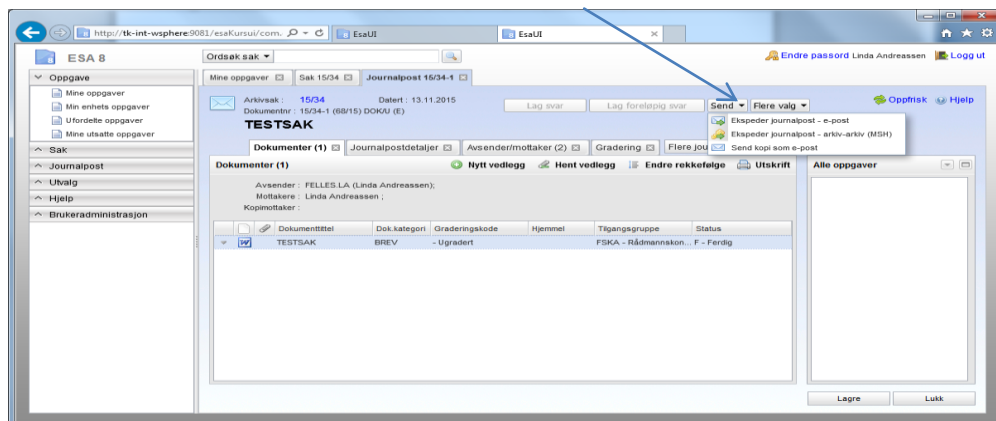 http://tk-int-wsphere:9081/esaKursui/com. EsaUI EsaUI
ESA 8 Ordsøk sak Endre passord Linda Andreassen Logg ut
Oppgave
Mine oppgaver
Min enhets oppgaver
Ufordelte oppgaver
Mine utsatte oppgaver
Sak
Journalpost
Utvalg
Hjelp
Brukeradministrasjon
Mine oppgaver Sak 15/34 Journalpost 15/34-1
Arkivsak : 15/34 Datert : 13.11.2015
Dokumentnr : 15/34-1 (68/15) DOK/U (E)
TESTSAK
Lag svar Lag foreløpig svar Send Flere valg Oppfrisk Hjelp
Ekspeder journalpost - e-post
Ekspeder journalpost - arkiv-arkiv (MSH)
Send kopi som e-post
Dokumenter (1) Journalpostdetaljer Avsender/mottaker (2) Gradering Flere jou
Dokumenter (1) Nytt vedlegg Hent vedlegg Endre rekkefølge Utskrift
Avsender : FELLES.LA (Linda Andreassen);
Mottakere : Linda Andreassen ;
Kopimottaker :
Dokumenttittel Dok.kategori Graderingskode Hjemmel Tilgangsgruppe Status
TESTSAK BREV - Ugradert FSKA - Rådmannskon... F - Ferdig
Alle oppgaver
Lagre Lukk